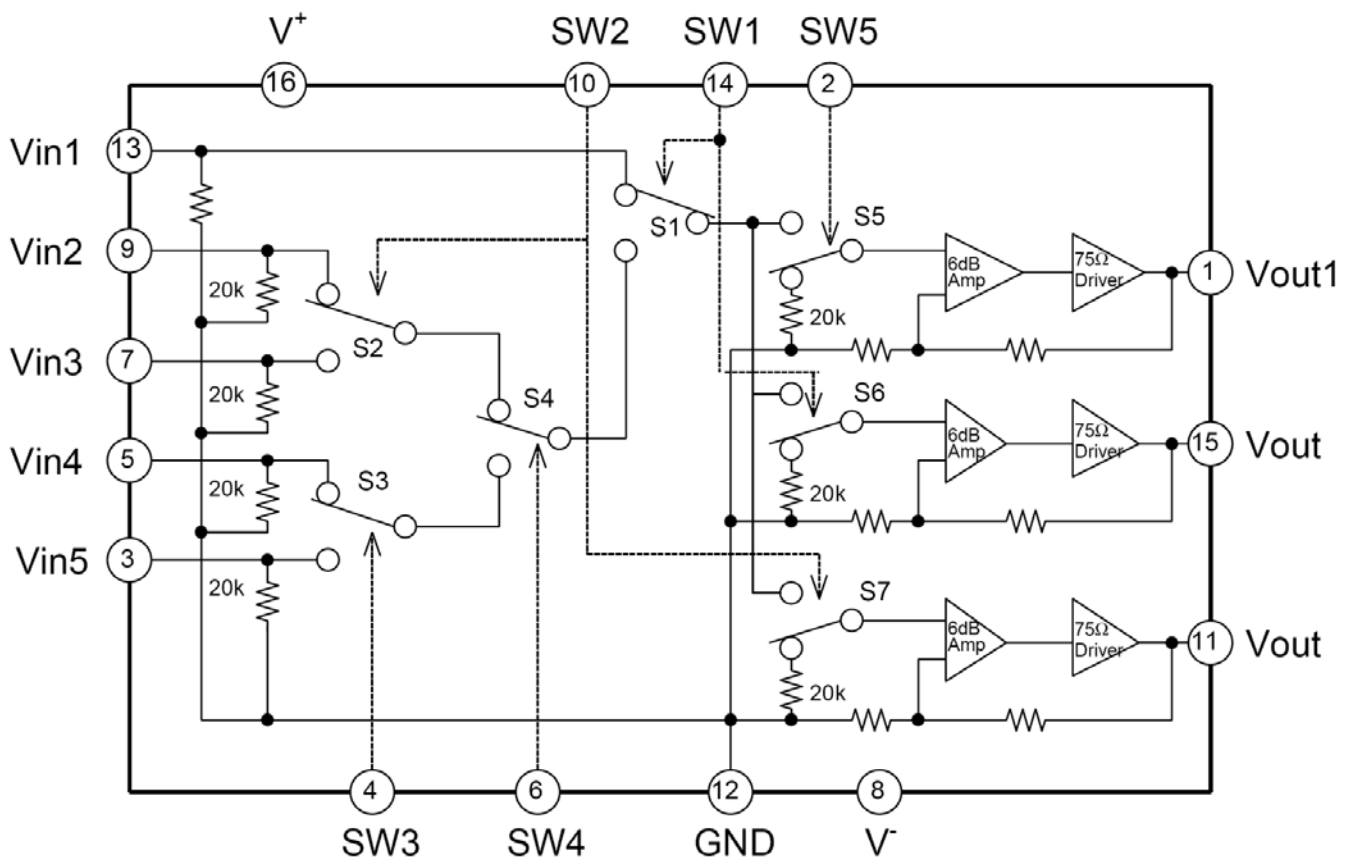 V+
SW2
SW1
SW5
16
10
14
2
Vin1
13
S1
S5
Vin2
9
6dB
Amp
75Ω
Driver
1
Vout1
20k
S2
20k
Vin3
7
S4
S6
20k
6dB
Amp
75Ω
Driver
15
Vout
Vin4
5
S3
20k
20k
Vin5
3
20k
S7
6dB
Amp
75Ω
Driver
11
Vout
20k
4
6
12
8
SW3
SW4
GND
V-